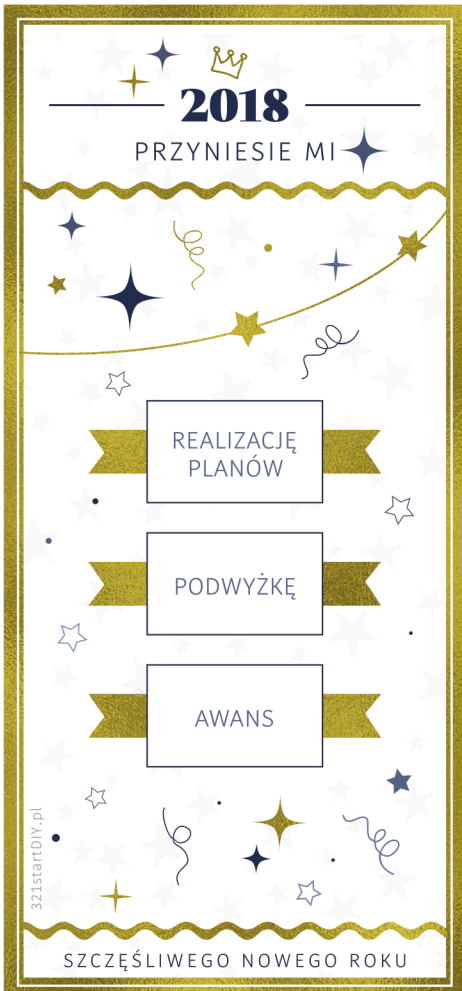 2018
PRZYNIESIE MI
REALIZACJĘ
PLANÓW
PODWYŻKĘ
AWANS
321startDIY.pl
SZCZĘŚLIWEGO NOWEGO ROKU